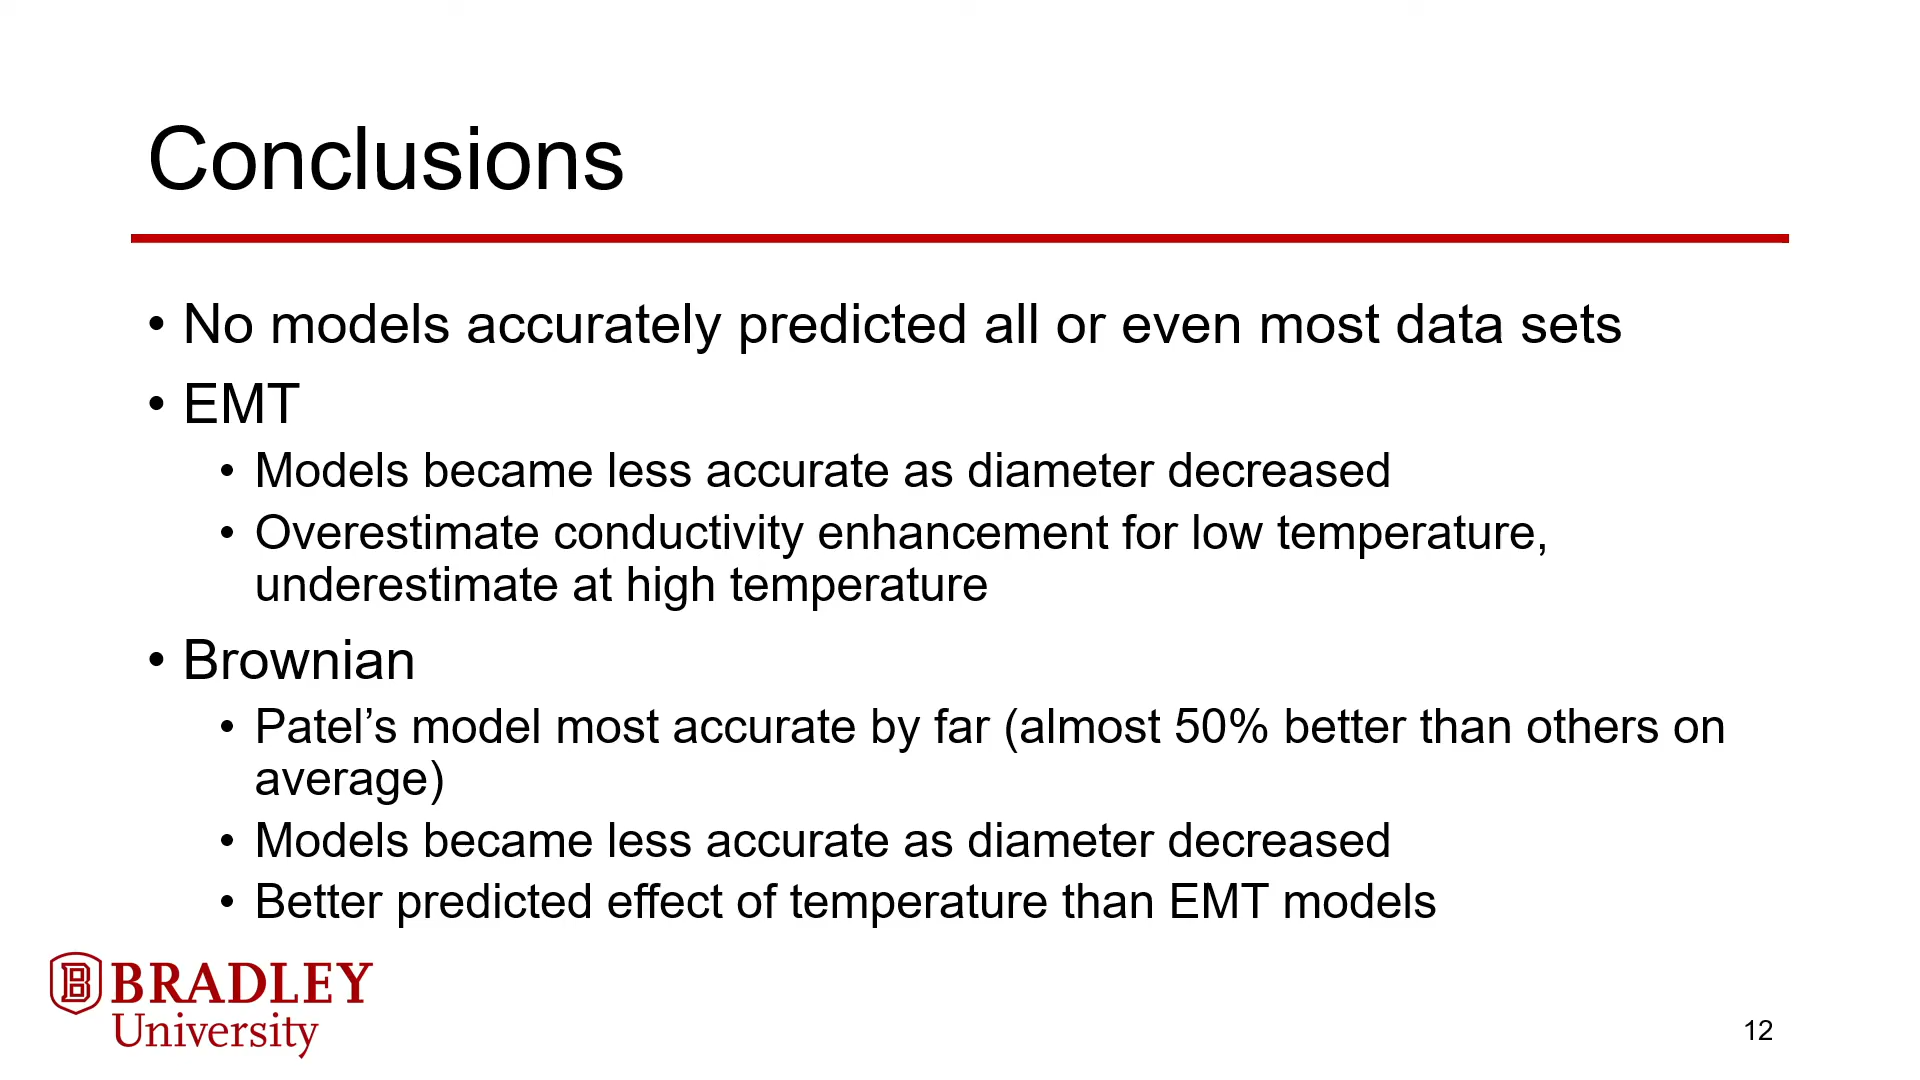 Conclusions
• No models accurately predicted all or even most data sets
• EMT
• Models became less accurate as diameter decreased
• Overestimate conductivity enhancement for low temperature,
underestimate at high temperature
• Brownian
• Patel’s model most accurate by far (almost 50% better than others on
average)
• Models became less accurate as diameter decreased
• Better predicted effect of temperature than EMT models
B BRADLEY
University
12